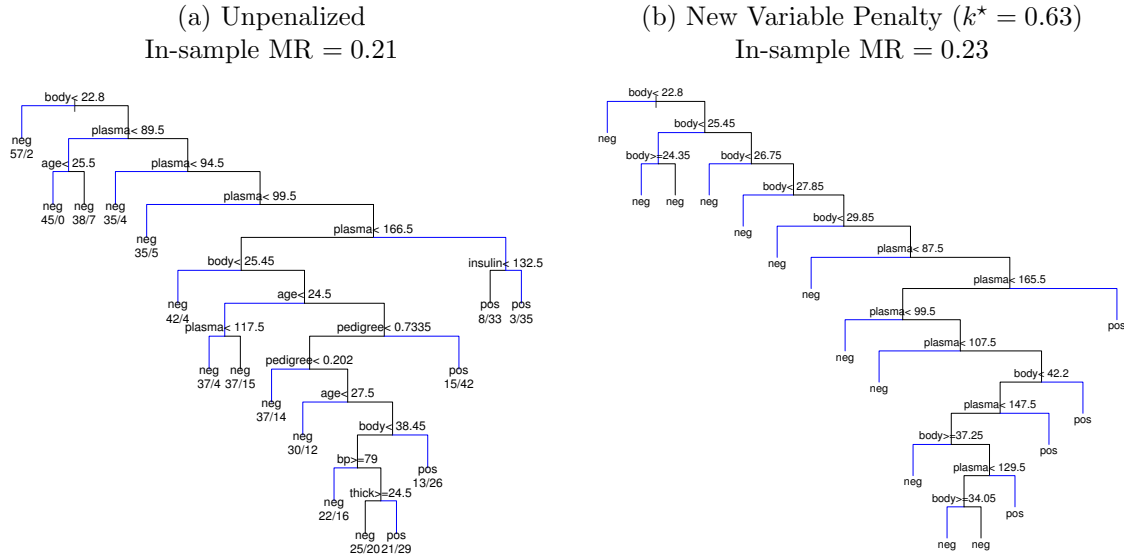 (a) Unpenalized
In-sample MR = 0.21
body< 22.8
neg
57/2
plasma< 89.5
age< 25.5
plasma< 94.5
neg
45/0
neg
38/7
neg
35/4
plasma< 99.5
neg
35/5
plasma< 166.5
body< 25.45
insulin< 132.5
neg
42/4
age< 24.5
pos
8/33
pos
3/35
plasma< 117.5
pedigree< 0.7335
neg
37/4
neg
37/15
pedigree< 0.202
pos
15/42
neg
37/14
age< 27.5
neg
30/12
body< 38.45
bp>=79
pos
13/26
neg
22/16
thick>=24.5
neg
25/20
pos
21/29
(b) New Variable Penalty (k⋆ = 0.63)
In-sample MR = 0.23
body< 22.8
neg
body< 25.45
body>=24.35
body< 26.75
neg
neg
neg
body< 27.85
neg
body< 29.85
neg
plasma< 87.5
neg
plasma< 165.5
plasma< 99.5
pos
neg
plasma< 107.5
neg
body< 42.2
plasma< 147.5
pos
body>=37.25
pos
neg
plasma< 129.5
body>=34.05
pos
neg
neg